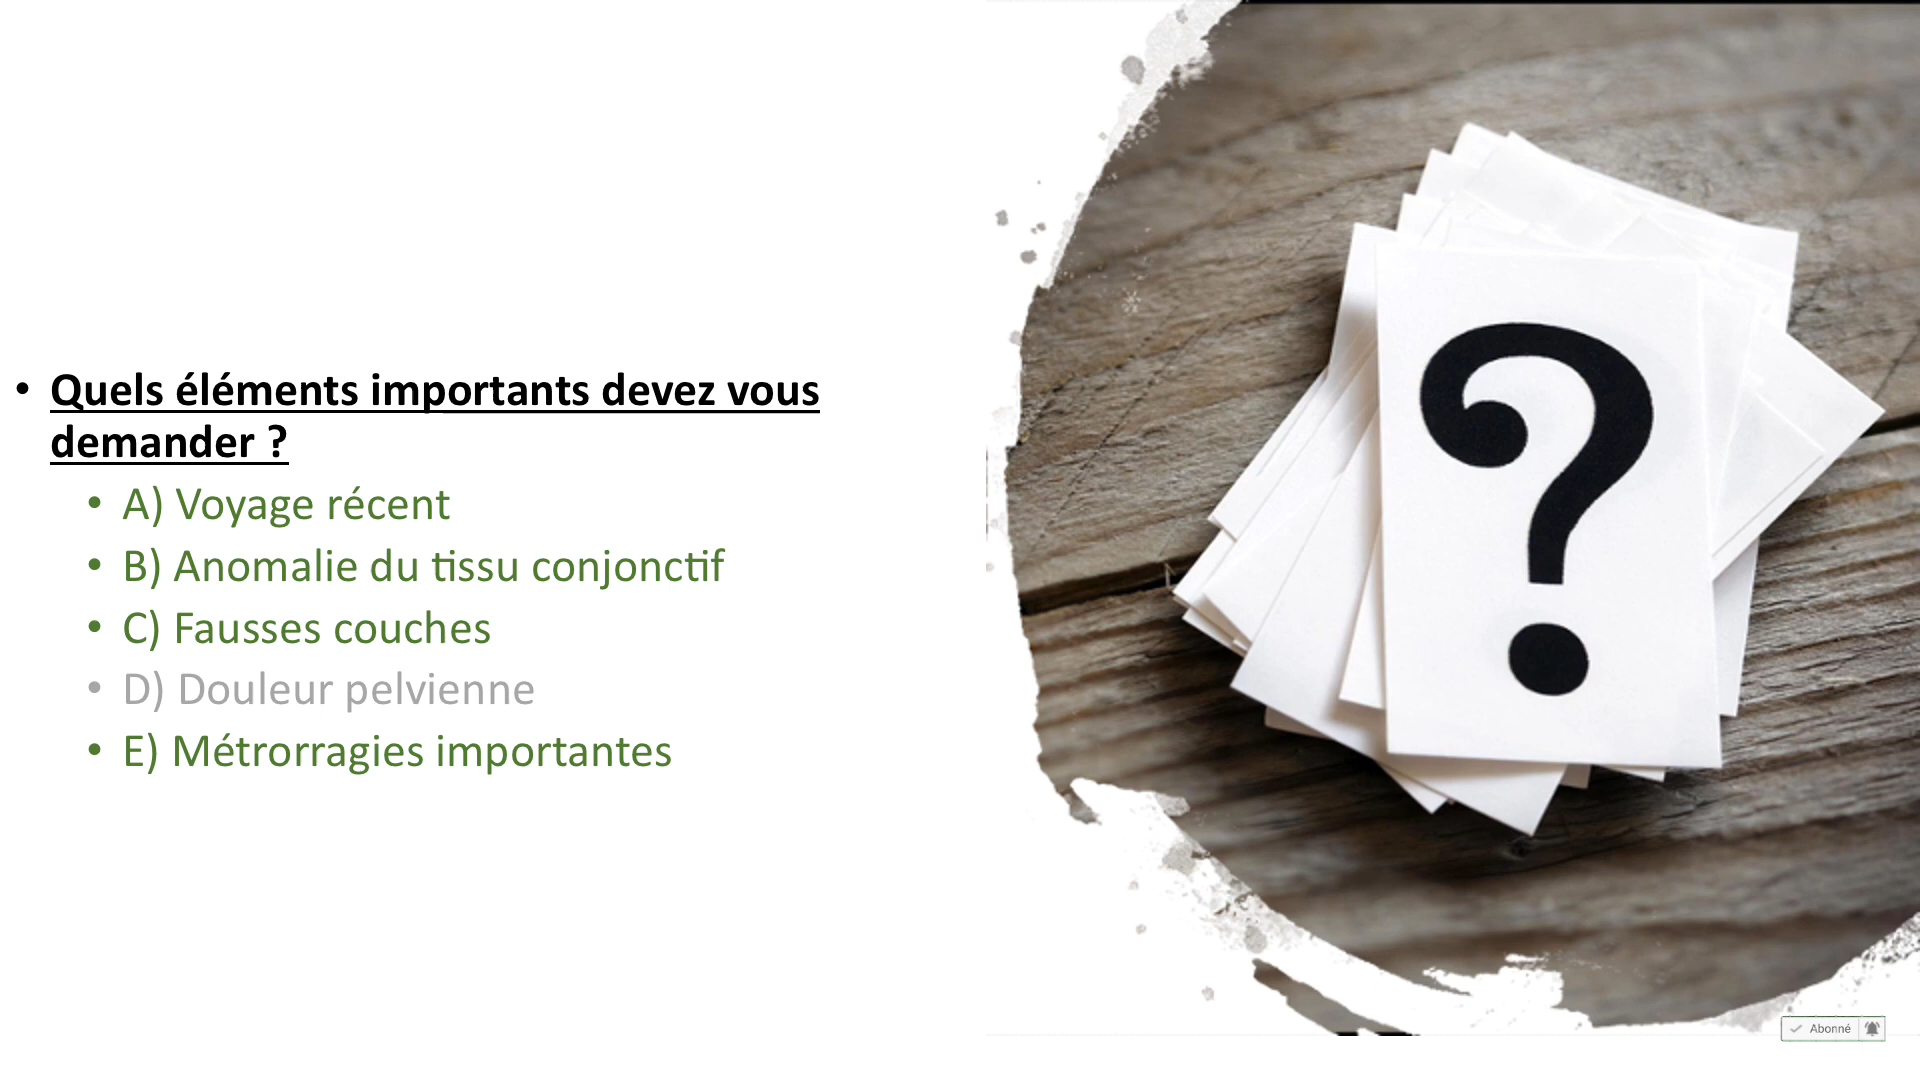 • Quels éléments importants devez vous
demander ?
• A) Voyage récent
• B) Anomalie du tissu conjonctif
• C) Fausses couches
• D) Douleur pelvienne
• E) Métrorragies importantes
?
Abonné